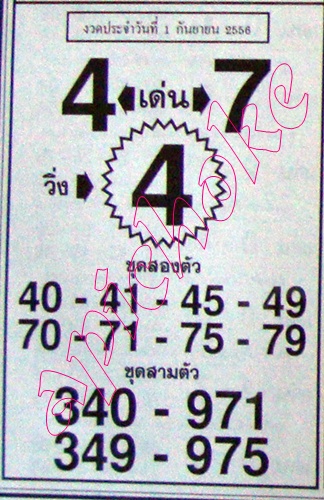 งวดประจำวันที่ 1 กันยายน 2556
4 เด่น 7
วิ่ง 4
ชุดสองตัว
40 - 41 - 45 - 49
70 - 71 - 75 - 79
ชุดสามตัว
340 - 971
349 - 975
apichoke